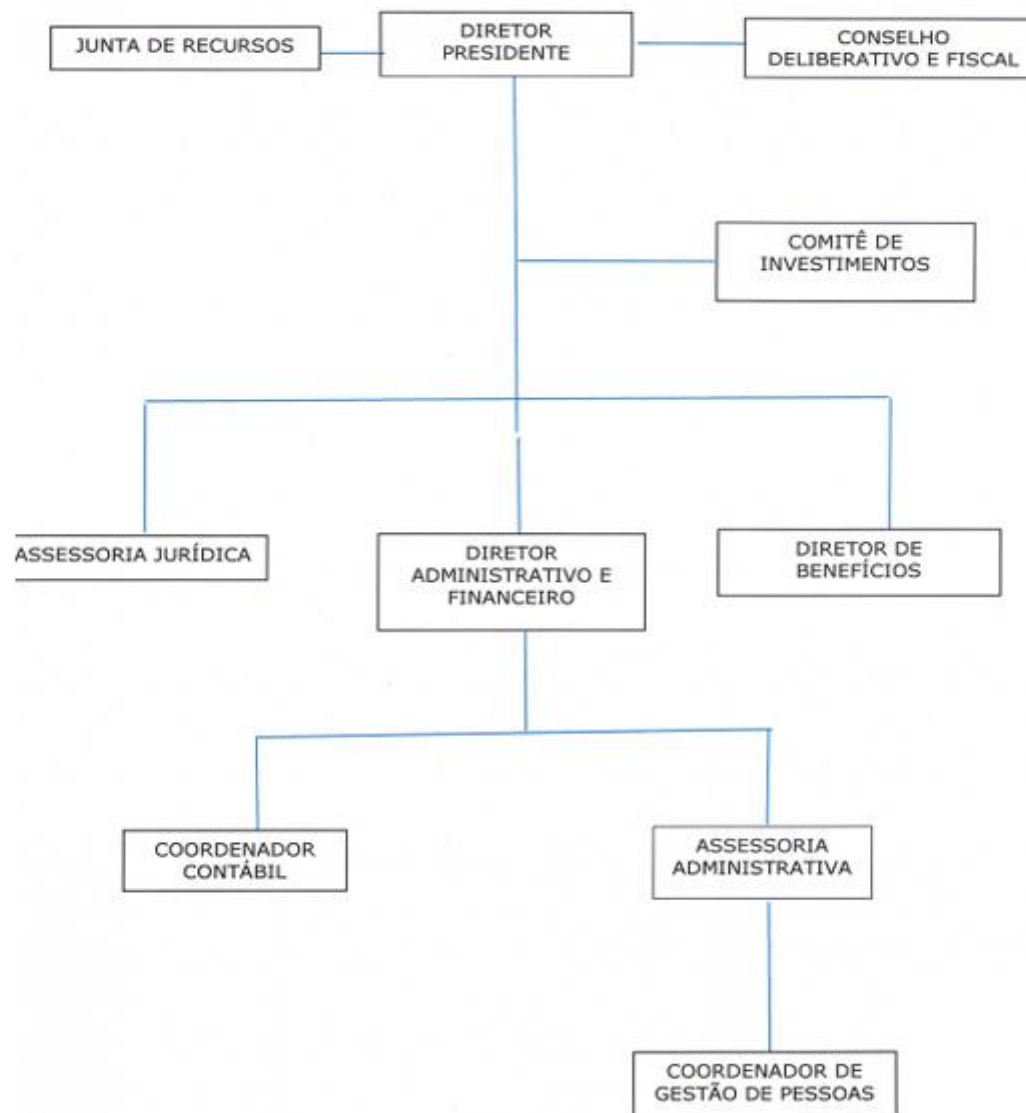 JUNTA DE RECURSOS
DIRETOR
PRESIDENTE
CONSELHO
DELIBERATIVO E FISCAL
COMITÊ DE
INVESTIMENTOS
ASSESSORIA JURÍDICA
DIRETOR
ADMINISTRATIVO E
FINANCEIRO
DIRETOR DE
BENEFÍCIOS
COORDENADOR
CONTÁBIL
ASSESSORIA
ADMINISTRATIVA
COORDENADOR DE
GESTÃO DE PESSOAS